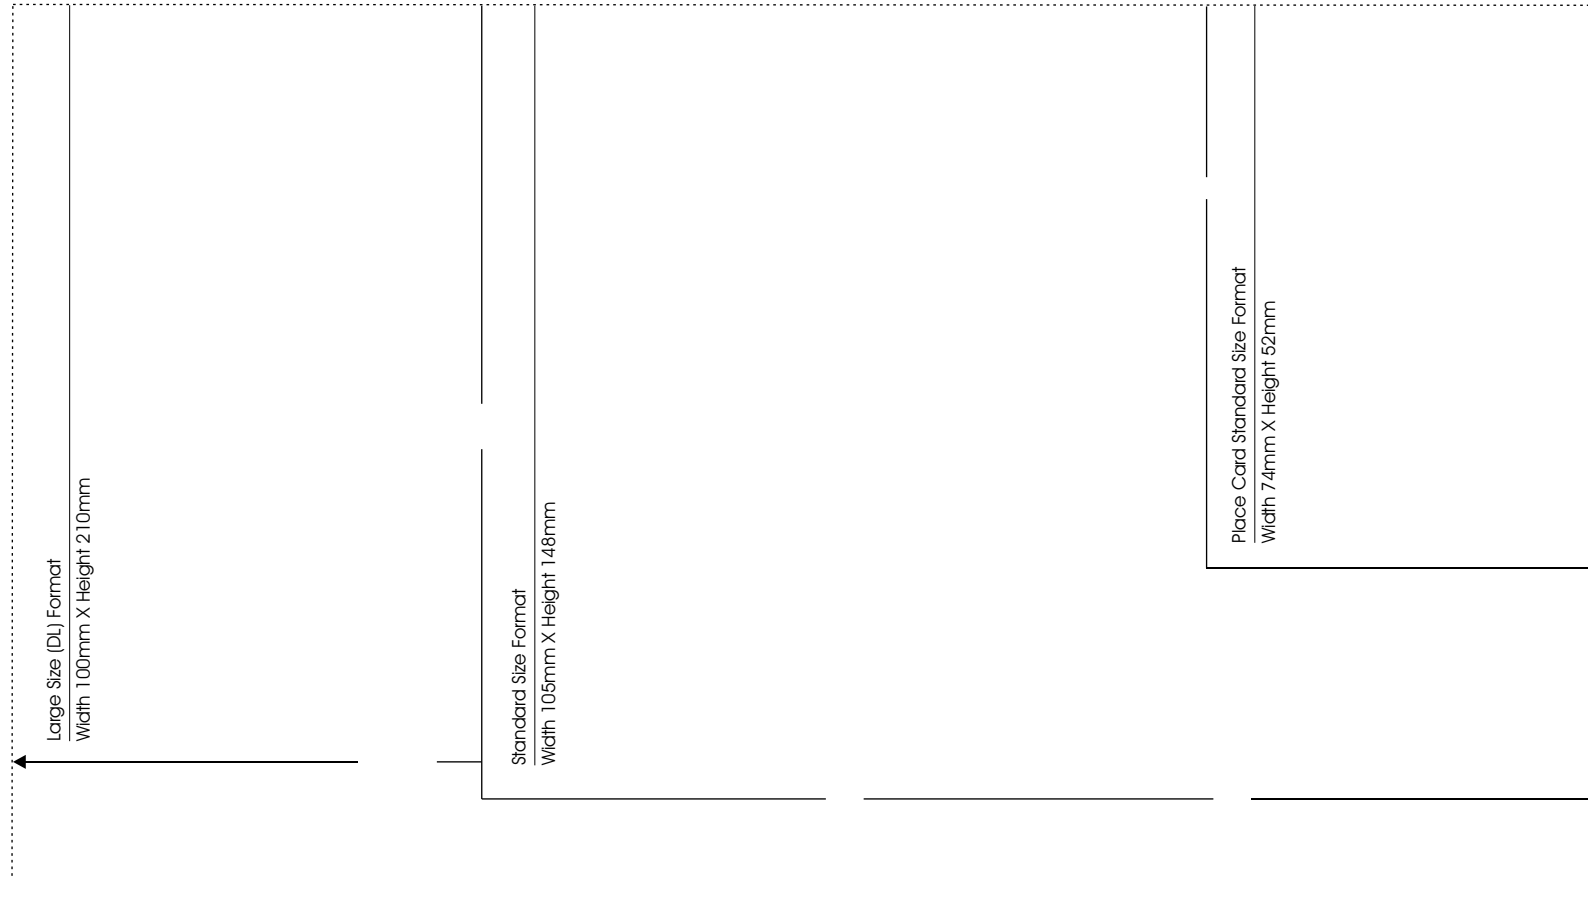 Large Size (DL) Format
Width 100mm X Height 210mm
Standard Size Format
Width 105mm X Height 148mm
Place Card Standard Size Format
Width 74mm X Height 52mm